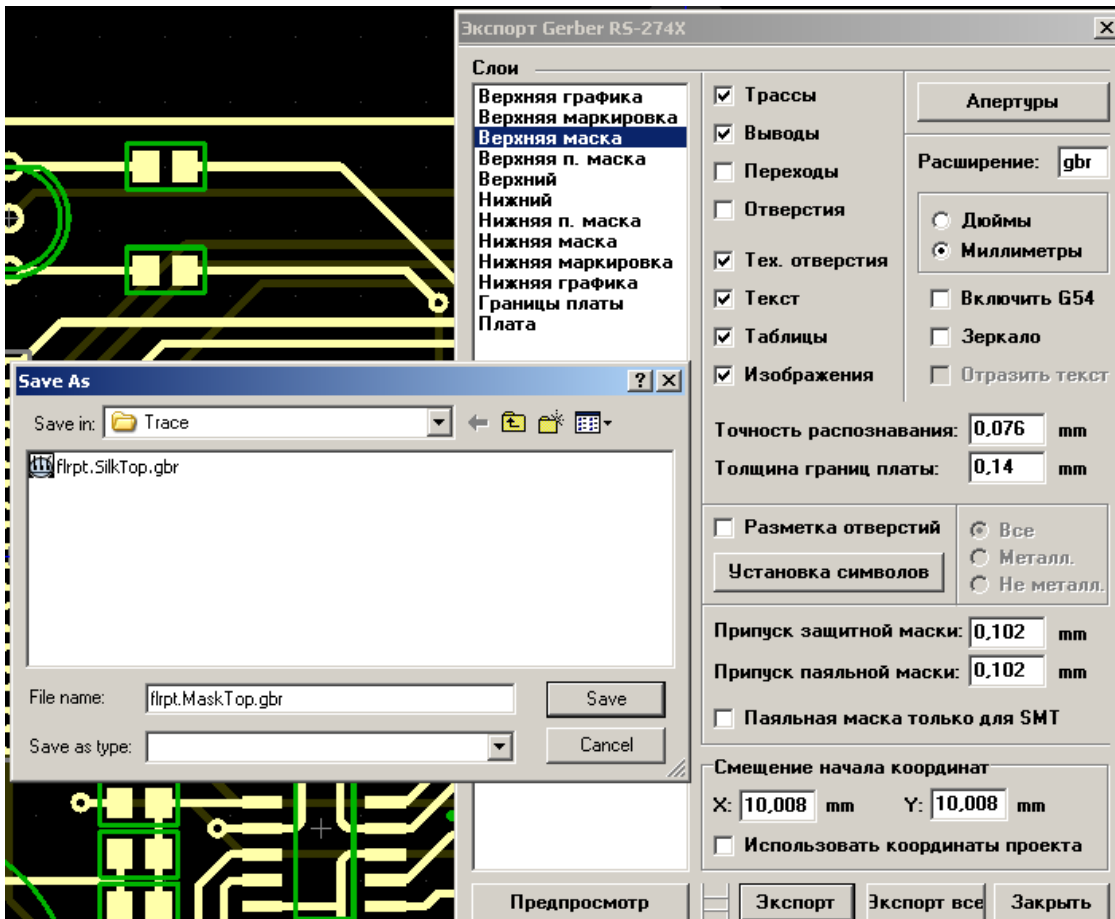 Экспорт Gerber RS-274X
Слои
Верхняя графика
Верхняя маркировка
Верхняя маска
Верхняя п. маска
Верхний
Нижний
Нижняя п. маска
Нижняя маска
Нижняя маркировка
Нижняя графика
Границы платы
Плата
Трассы
Выводы
Переходы
Отверстия
Тех. отверстия
Текст
Таблицы
Изображения
Апертуры
Расширение: gbr
Дюймы
Миллиметры
Включить G54
Зеркало
Отразить текст
Точность распознавания: 0,076 mm
Толщина границ платы: 0,14 mm
Разметка отверстий
Установка символов
Все
Металл.
Не металл.
Припуск защитной маски: 0,102 mm
Припуск паяльной маски: 0,102 mm
Паяльная маска только для SMT
Смещение начала координат
X: 10,008 mm Y: 10,008 mm
Использовать координаты проекта
Предпросмотр
Экспорт
Экспорт все
Закрыть
Save As
Save in: Trace
flrpt.SilkTop.gbr
File name: flrpt.MaskTop.gbr
Save
Save as type:
Cancel